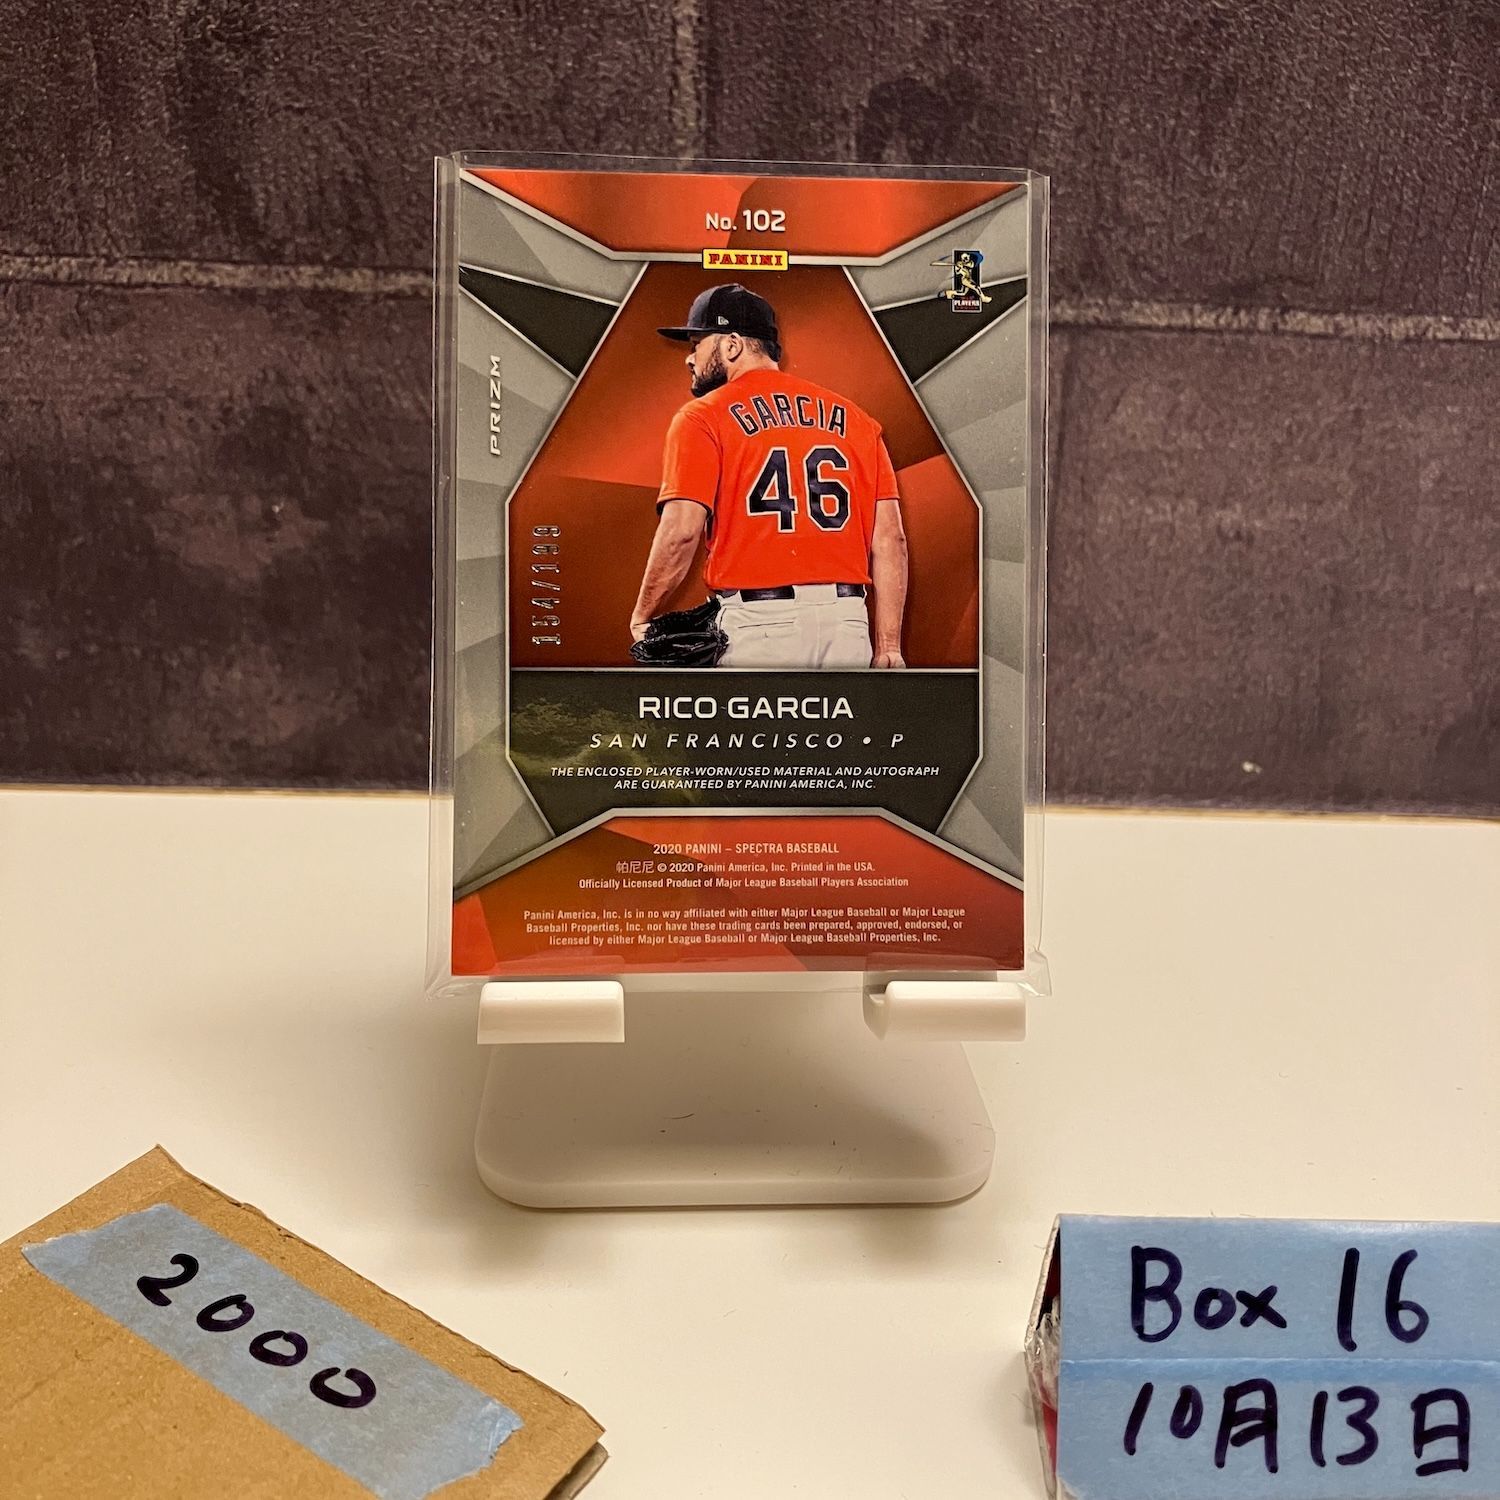 No. 102
PANINI
PLAYERS
PRIZM
GARCIA
46
154/199
RICO GARCIA
SAN FRANCISCO • P
THE ENCLOSED PLAYER-WORN/USED MATERIAL AND AUTOGRAPH
ARE GUARANTEED BY PANINI AMERICA, INC.
2020 PANINI – SPECTRA BASEBALL
帕尼尼 © 2020 Panini America, Inc. Printed in the USA.
Officially Licensed Product of Major League Baseball Players Association
Panini America, Inc. is in no way affiliated with either Major League Baseball or Major League
Baseball Properties, Inc. nor have these trading cards been prepared, approved, endorsed, or
licensed by either Major League Baseball or Major League Baseball Properties, Inc.
2000
Box 16
10月13日